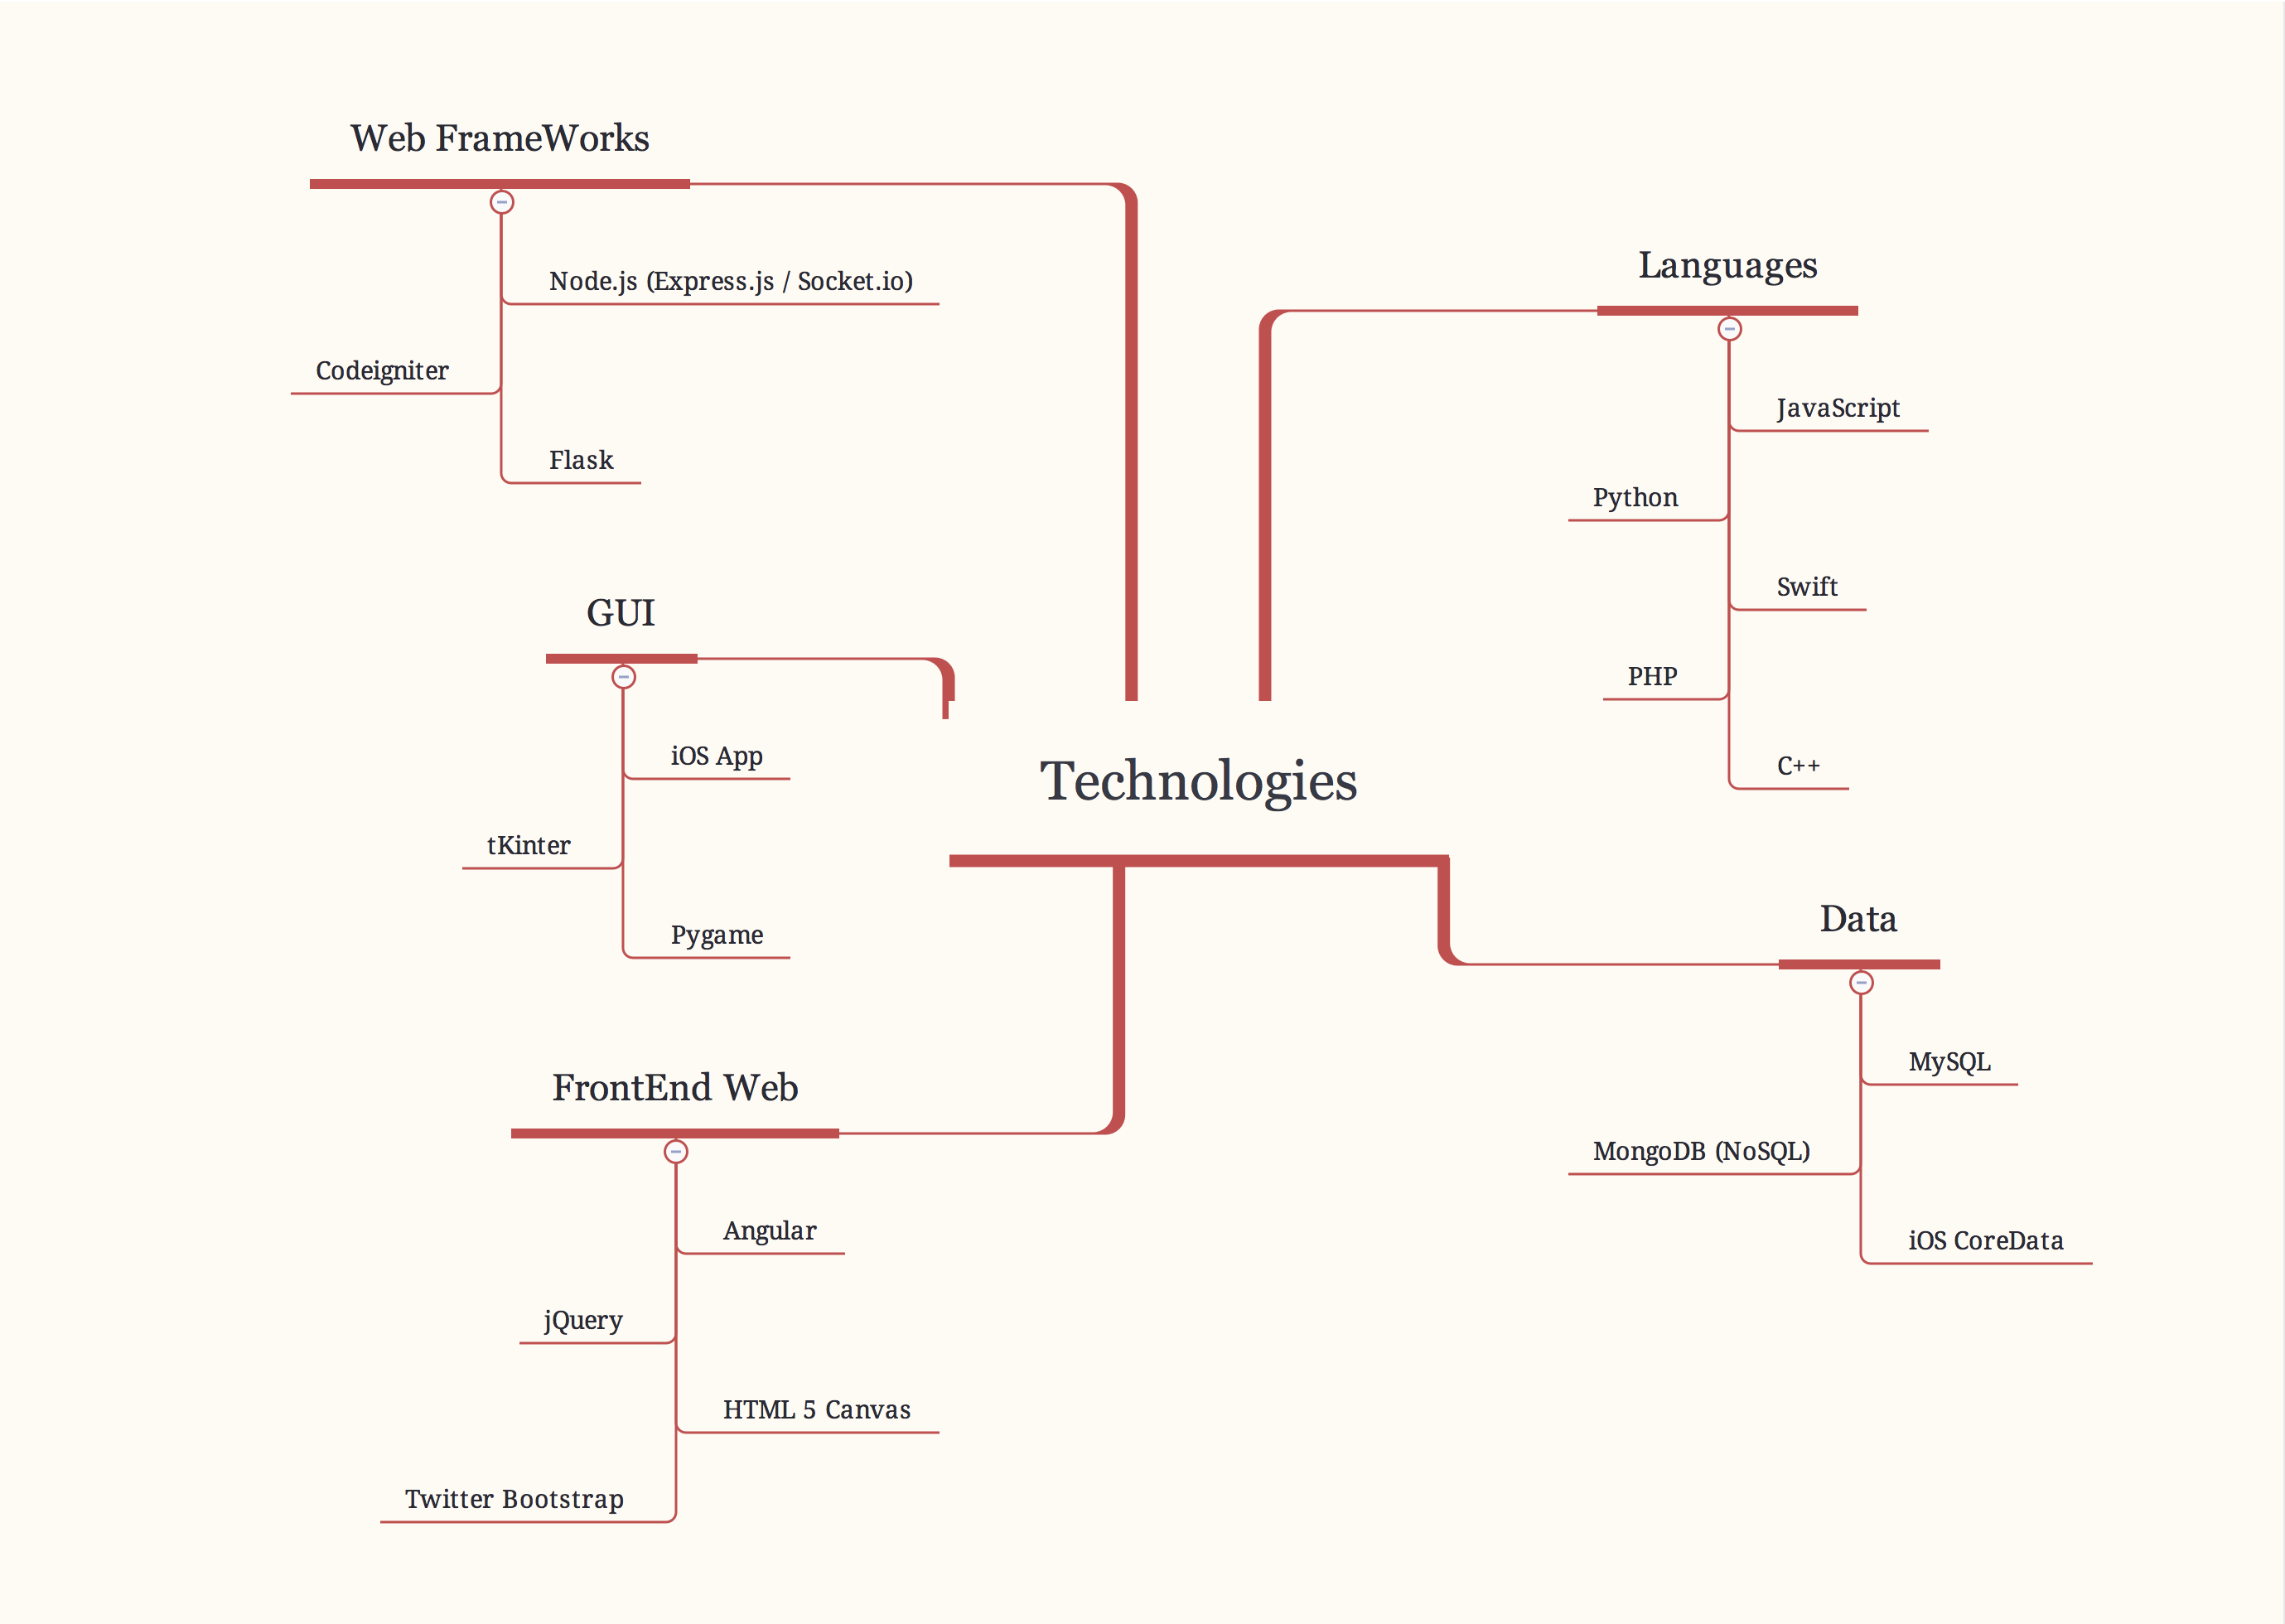 Web FrameWorks
Node.js (Express.js / Socket.io)
Codeigniter
Flask
Languages
JavaScript
Python
Swift
PHP
C++
GUI
iOS App
tKinter
Pygame
Technologies
Data
MySQL
MongoDB (NoSQL)
iOS CoreData
FrontEnd Web
Angular
jQuery
HTML 5 Canvas
Twitter Bootstrap